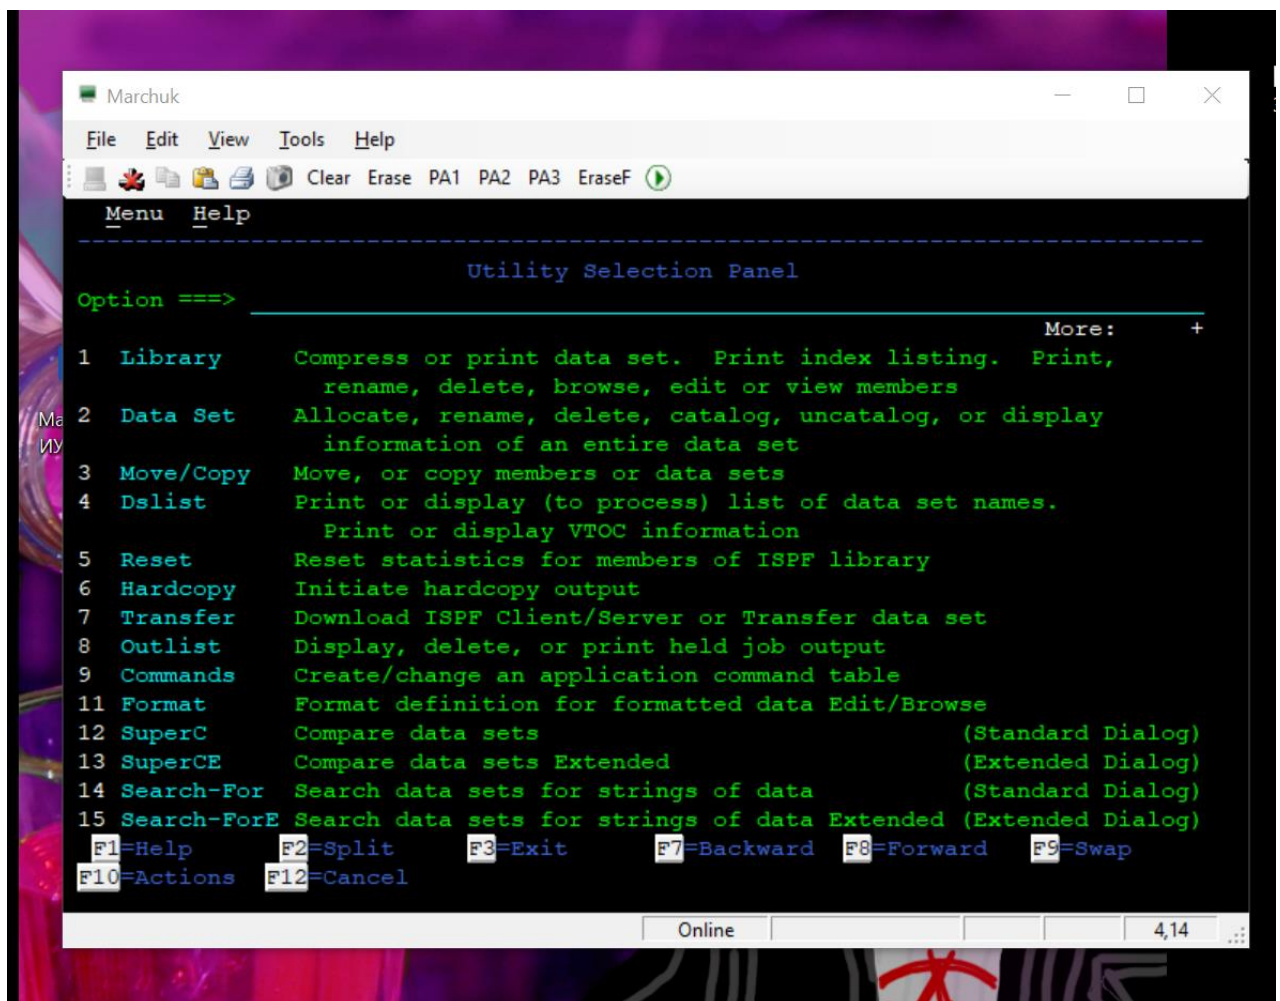 Marchuk
File Edit View Tools Help
Clear Erase PA1 PA2 PA3 EraseF
Menu Help
--------------------------------------------------------------------------------
Utility Selection Panel
Option ===>
More: +
1 Library Compress or print data set. Print index listing. Print,
rename, delete, browse, edit or view members
2 Data Set Allocate, rename, delete, catalog, uncatalog, or display
information of an entire data set
3 Move/Copy Move, or copy members or data sets
4 Dslist Print or display (to process) list of data set names.
Print or display VTOC information
5 Reset Reset statistics for members of ISPF library
6 Hardcopy Initiate hardcopy output
7 Transfer Download ISPF Client/Server or Transfer data set
8 Outlist Display, delete, or print held job output
9 Commands Create/change an application command table
11 Format Format definition for formatted data Edit/Browse
12 SuperC Compare data sets (Standard Dialog)
13 SuperCE Compare data sets Extended (Extended Dialog)
14 Search-For Search data sets for strings of data (Standard Dialog)
15 Search-ForE Search data sets for strings of data Extended (Extended Dialog)
F1=Help F2=Split F3=Exit F7=Backward F8=Forward F9=Swap
F10=Actions F12=Cancel
Online 4,14